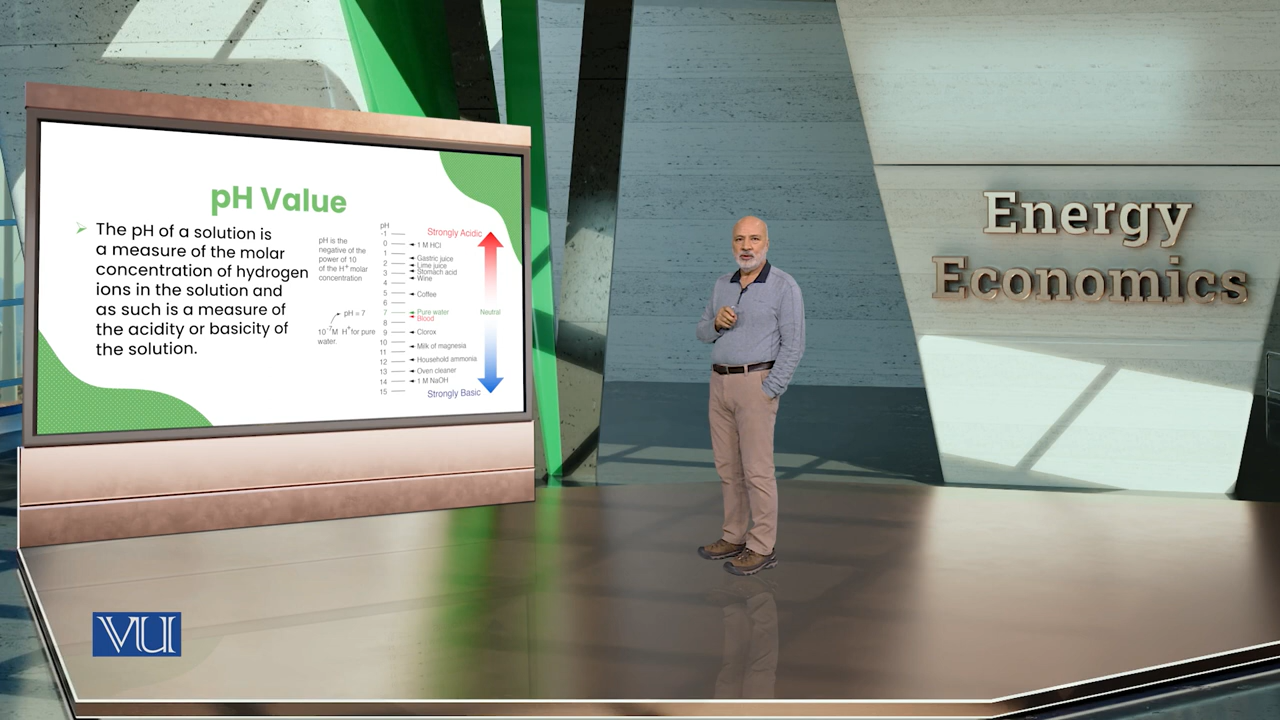 pH Value
The pH of a solution is
a measure of the molar
concentration of hydrogen
ions in the solution and
as such is a measure of
the acidity or basicity of
the solution.
pH is the
negative of the
power of 10
of the H+ molar
concentration
pH = 7
10-7M H+for pure
water.
pH
-1
0
1
2
3
4
5
6
7
8
9
10
11
12
13
14
15
Strongly Acidic
1 M HCl
Gastric juice
Lime juice
Stomach acid
Wine
Coffee
Pure water
Blood
Neutral
Clorox
Milk of magnesia
Household ammonia
Oven cleaner
1 M NaOH
Strongly Basic
Energy
Economics
VU